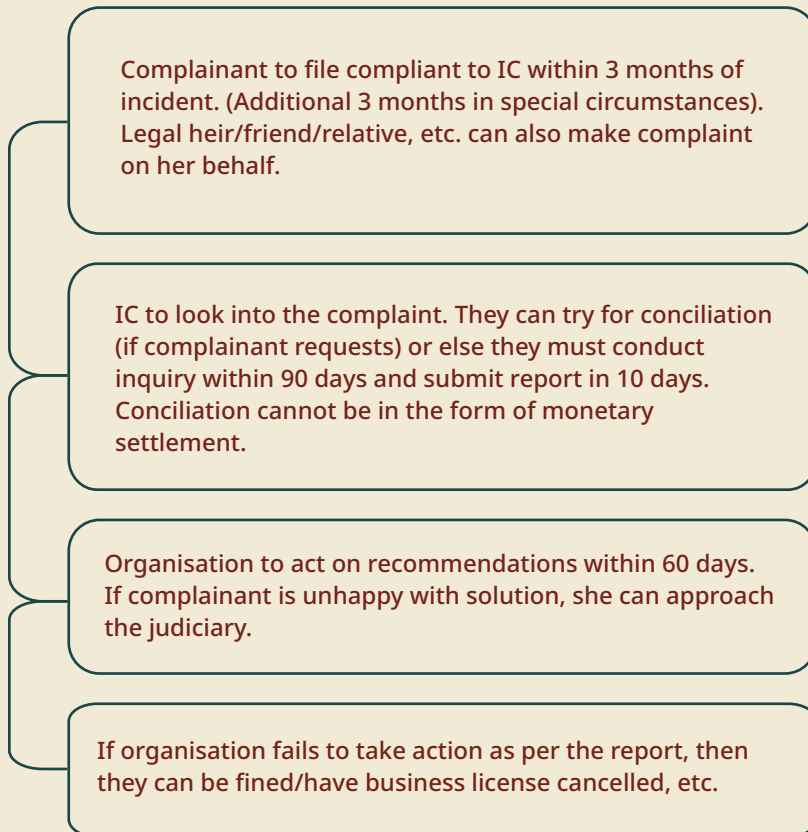 Complainant to file compliant to IC within 3 months of
incident. (Additional 3 months in special circumstances).
Legal heir/friend/relative, etc. can also make complaint
on her behalf.
IC to look into the complaint. They can try for conciliation
(if complainant requests) or else they must conduct
inquiry within 90 days and submit report in 10 days.
Conciliation cannot be in the form of monetary
settlement.
Organisation to act on recommendations within 60 days.
If complainant is unhappy with solution, she can approach
the judiciary.
If organisation fails to take action as per the report, then
they can be fined/have business license cancelled, etc.